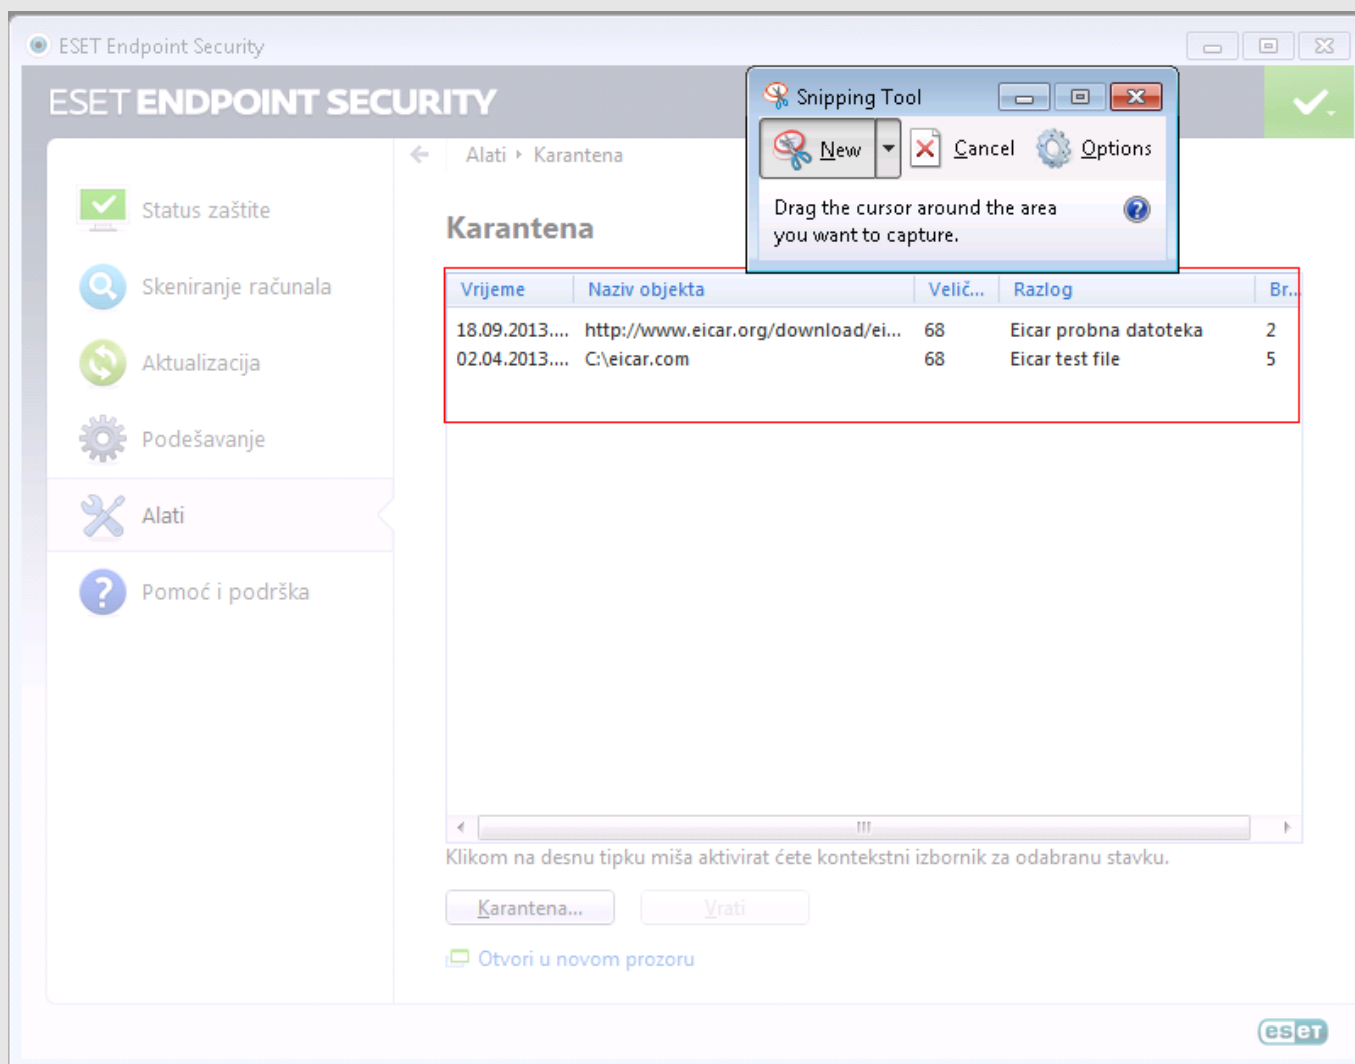 ESET Endpoint Security
ESET ENDPOINT SECURITY
Snipping Tool
New
Cancel
Options
Drag the cursor around the area
you want to capture.
Alati
Karantena
Status zaštite
Skeniranje računala
Aktualizacija
Podešavanje
Alati
Pomoć i podrška
Karantena
Vrijeme Naziv objekta Velič... Razlog Br...
18.09.2013.... http://www.eicar.org/download/ei... 68 Eicar probna datoteka 2
02.04.2013.... C:\eicar.com 68 Eicar test file 5
Klikom na desnu tipku miša aktivirat ćete kontekstni izbornik za odabranu stavku.
Karantena... Vrati
Otvori u novom prozoru
eset